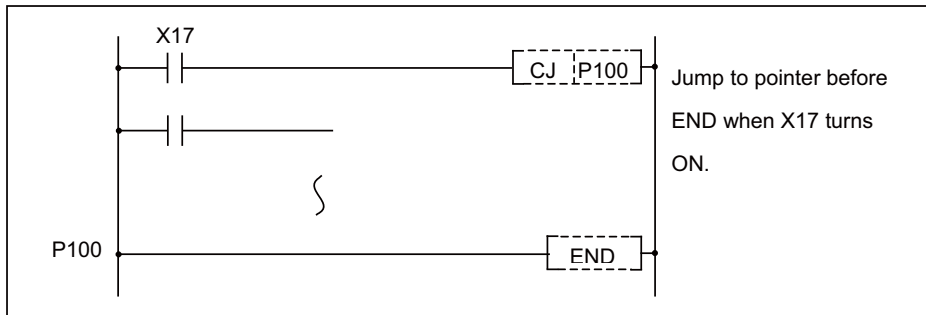 X17
CJ P100
Jump to pointer before
END when X17 turns
ON.
P100
END